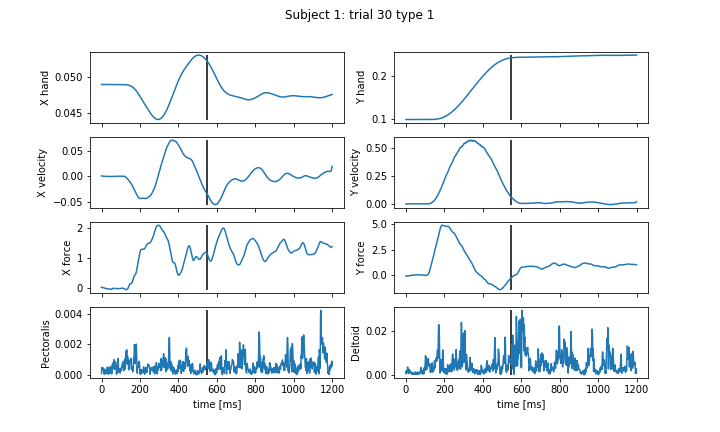 Subject 1: trial 30 type 1
X hand
0.050
0.045
Y hand
0.2
0.1
X velocity
0.05
0.00
−0.05
Y velocity
0.50
0.25
0.00
X force
2
1
0
Y force
5.0
2.5
0.0
Pectoralis
0.004
0.002
0.000
0 200 400 600 800 1000 1200
time [ms]
Deltoid
0.02
0.00
0 200 400 600 800 1000 1200
time [ms]